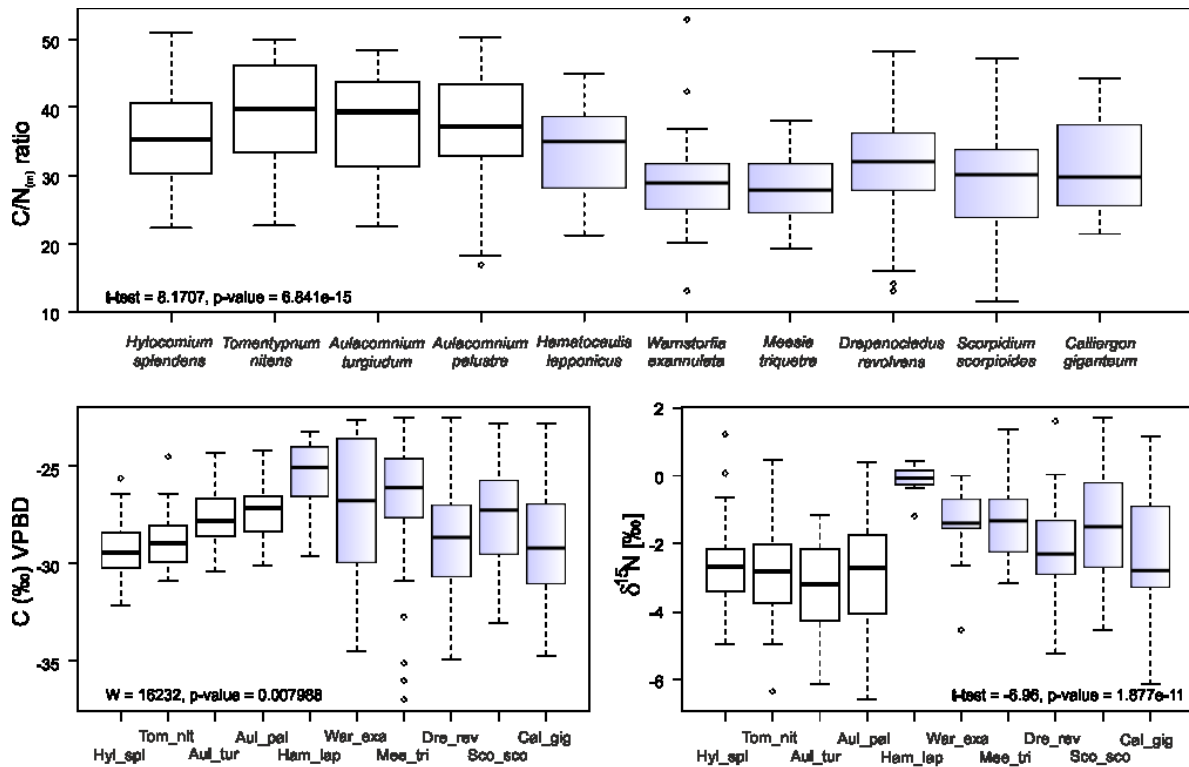 C/N(m) ratio
50
40
30
20
10
t-test = 8.1707, p-value = 6.841e-15
Hylocomium splendens
Tomentypnum nitens
Aulacomnium turgiudum
Aulacomnium palustre
Hamatocaulis lapponicus
Warnstorfia exannulata
Meesia triquetra
Drepanocladus revolvens
Scorpidium scorpioides
Calliergon giganteum
C (‰) VPBD
-25
-30
-35
W = 16232, p-value = 0.007988
Hyl_spl
Tom_nit
Aul_tur
Aul_pal
Ham_lap
War_exa
Mee_tri
Dre_rev
Sco_sco
Cal_gig
δ¹⁵N [‰]
2
0
-2
-4
-6
t-test = -6.96, p-value = 1.877e-11
Hyl_spl
Tom_nit
Aul_tur
Aul_pal
Ham_lap
War_exa
Mee_tri
Dre_rev
Sco_sco
Cal_gig